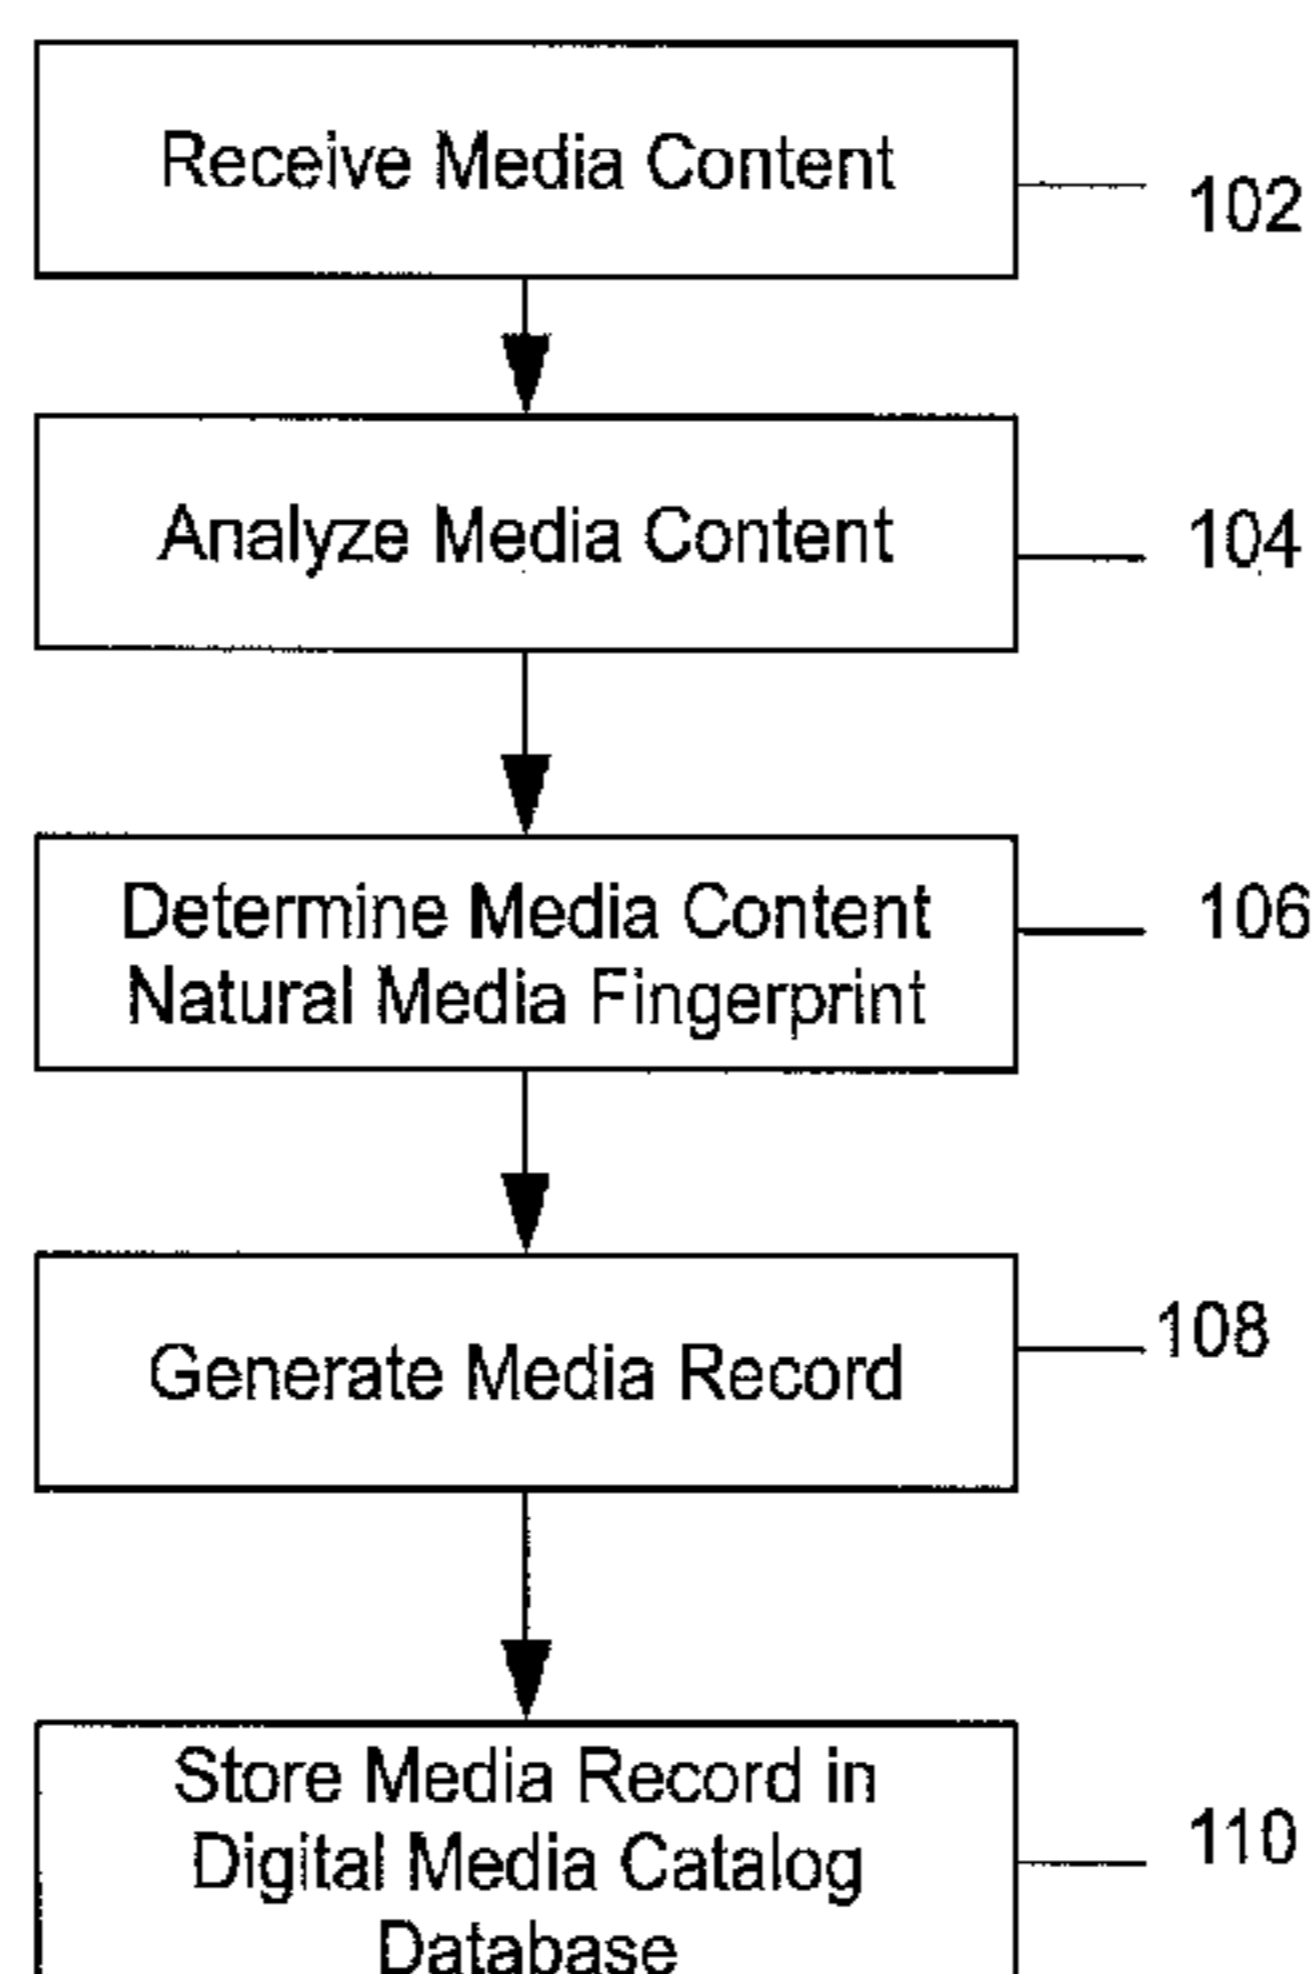 Receive Media Content
102
Analyze Media Content
104
Determine Media Content
Natural Media Fingerprint
106
Generate Media Record
108
Store Media Record in
Digital Media Catalog
Database
110